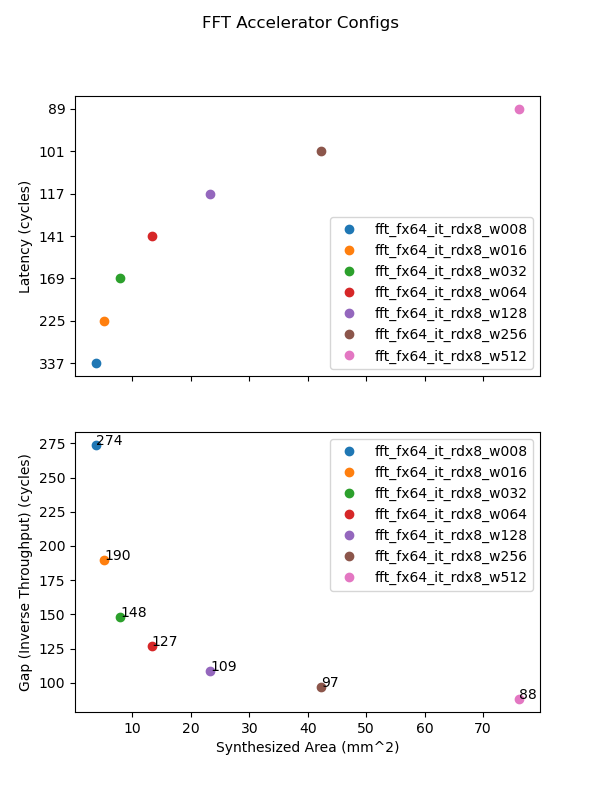 FFT Accelerator Configs
Latency (cycles)
89
101
117
141
169
225
337
fft_fx64_it_rdx8_w008
fft_fx64_it_rdx8_w016
fft_fx64_it_rdx8_w032
fft_fx64_it_rdx8_w064
fft_fx64_it_rdx8_w128
fft_fx64_it_rdx8_w256
fft_fx64_it_rdx8_w512
Gap (Inverse Throughput) (cycles)
275
250
225
200
175
150
125
100
274
190
148
127
109
97
88
fft_fx64_it_rdx8_w008
fft_fx64_it_rdx8_w016
fft_fx64_it_rdx8_w032
fft_fx64_it_rdx8_w064
fft_fx64_it_rdx8_w128
fft_fx64_it_rdx8_w256
fft_fx64_it_rdx8_w512
10 20 30 40 50 60 70
Synthesized Area (mm^2)